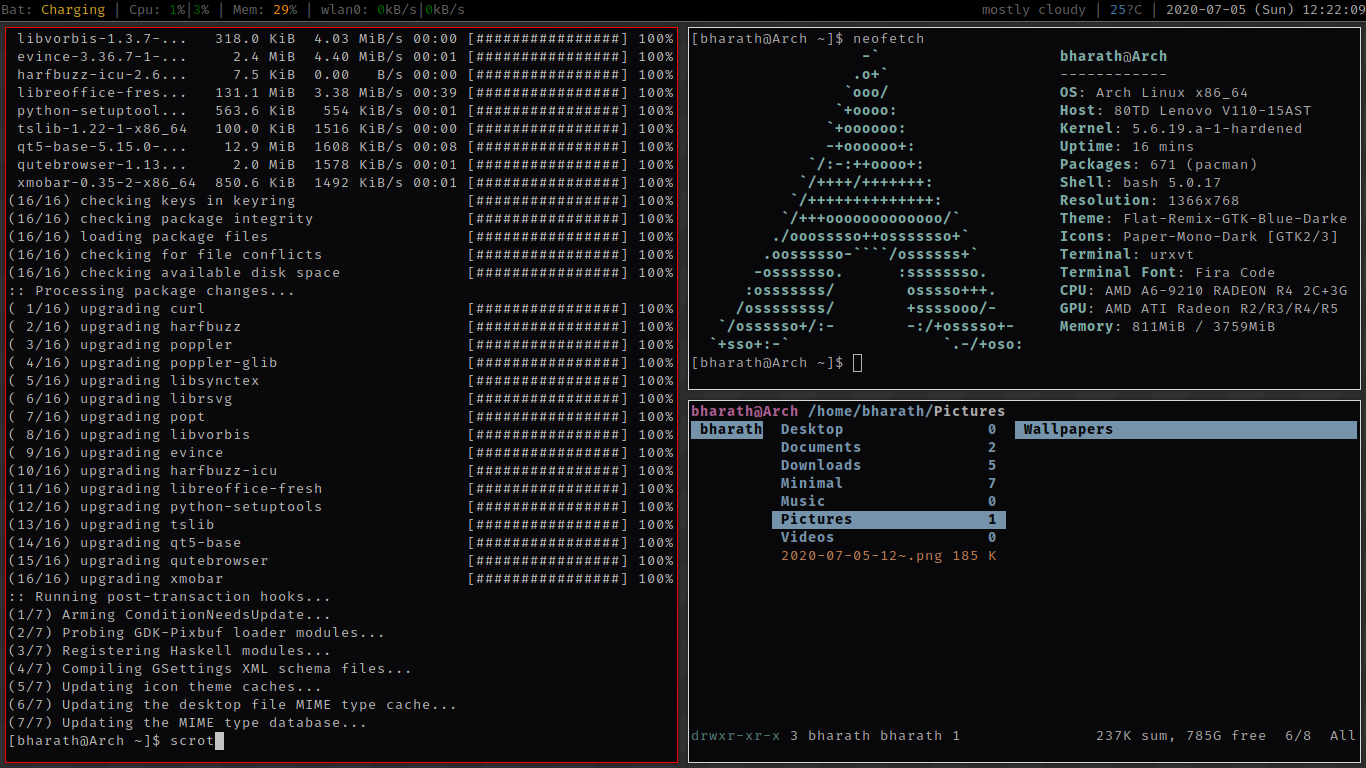 Bat: Charging | Cpu: 1%|3% | Mem: 29% | wlan0: 0kB/s|0kB/s
mostly cloudy | 25?C | 2020-07-05 (Sun) 12:22:09
libvorbis-1.3.7-... 318.0 KiB 4.03 MiB/s 00:00 [################] 100%
evince-3.36.7-1-... 2.4 MiB 4.40 MiB/s 00:01 [################] 100%
harfbuzz-icu-2.6... 7.5 KiB 0.00 B/s 00:00 [################] 100%
libreoffice-fres... 131.1 MiB 3.38 MiB/s 00:39 [################] 100%
python-setuptool... 563.6 KiB 554 KiB/s 00:01 [################] 100%
tslib-1.22-1-x86_64 100.0 KiB 1516 KiB/s 00:00 [################] 100%
qt5-base-5.15.0-... 12.9 MiB 1608 KiB/s 00:08 [################] 100%
qutebrowser-1.13... 2.0 MiB 1578 KiB/s 00:01 [################] 100%
xmobar-0.35-2-x86_64 850.6 KiB 1492 KiB/s 00:01 [################] 100%
(16/16) checking keys in keyring [################] 100%
(16/16) checking package integrity [################] 100%
(16/16) loading package files [################] 100%
(16/16) checking for file conflicts [################] 100%
(16/16) checking available disk space [################] 100%
:: Processing package changes...
( 1/16) upgrading curl [################] 100%
( 2/16) upgrading harfbuzz [################] 100%
( 3/16) upgrading poppler [################] 100%
( 4/16) upgrading poppler-glib [################] 100%
( 5/16) upgrading libsynctex [################] 100%
( 6/16) upgrading librsvg [################] 100%
( 7/16) upgrading popt [################] 100%
( 8/16) upgrading libvorbis [################] 100%
( 9/16) upgrading evince [################] 100%
(10/16) upgrading harfbuzz-icu [################] 100%
(11/16) upgrading libreoffice-fresh [################] 100%
(12/16) upgrading python-setuptools [################] 100%
(13/16) upgrading tslib [################] 100%
(14/16) upgrading qt5-base [################] 100%
(15/16) upgrading qutebrowser [################] 100%
(16/16) upgrading xmobar [################] 100%
:: Running post-transaction hooks...
(1/7) Arming ConditionNeedsUpdate...
(2/7) Probing GDK-Pixbuf loader modules...
(3/7) Registering Haskell modules...
(4/7) Compiling GSettings XML schema files...
(5/7) Updating icon theme caches...
(6/7) Updating the desktop file MIME type cache...
(7/7) Updating the MIME type database...
[bharath@Arch ~]$ scrot
[bharath@Arch ~]$ neofetch
-`
.o+` bharath@Arch
`ooo/ ------------
`+oooo: OS: Arch Linux x86_64
`+oooooo: Host: 80TD Lenovo V110-15AST
-+oooooo+: Kernel: 5.6.19.a-1-hardened
`/:-:++oooo+: Uptime: 16 mins
`/++++/+++++++: Packages: 671 (pacman)
`/++++++++++++++: Shell: bash 5.0.17
`/+++ooooooooooooo/` Resolution: 1366x768
./ooosssso++osssssso+` Theme: Flat-Remix-GTK-Blue-Darke
.oossssso-````/ossssss+` Icons: Paper-Mono-Dark [GTK2/3]
-osssssso. :ssssssso. Terminal: urxvt
:osssssss/ osssso+++. Terminal Font: Fira Code
/ossssssss/ +ssssooo/- CPU: AMD A6-9210 RADEON R4 2C+3G
`/ossssso+/:- -:/+osssso+- GPU: AMD ATI Radeon R2/R3/R4/R5
`+sso+:-` `.-/+oso: Memory: 811MiB / 3759MiB
[bharath@Arch ~]$
bharath@Arch /home/bharath/Pictures
bharath Desktop 0 Wallpapers
Documents 2
Downloads 5
Minimal 7
Music 0
Pictures 1
Videos 0
2020-07-05-12~.png 185 K
drwxr-xr-x 3 bharath bharath 1 237K sum, 785G free 6/8 All